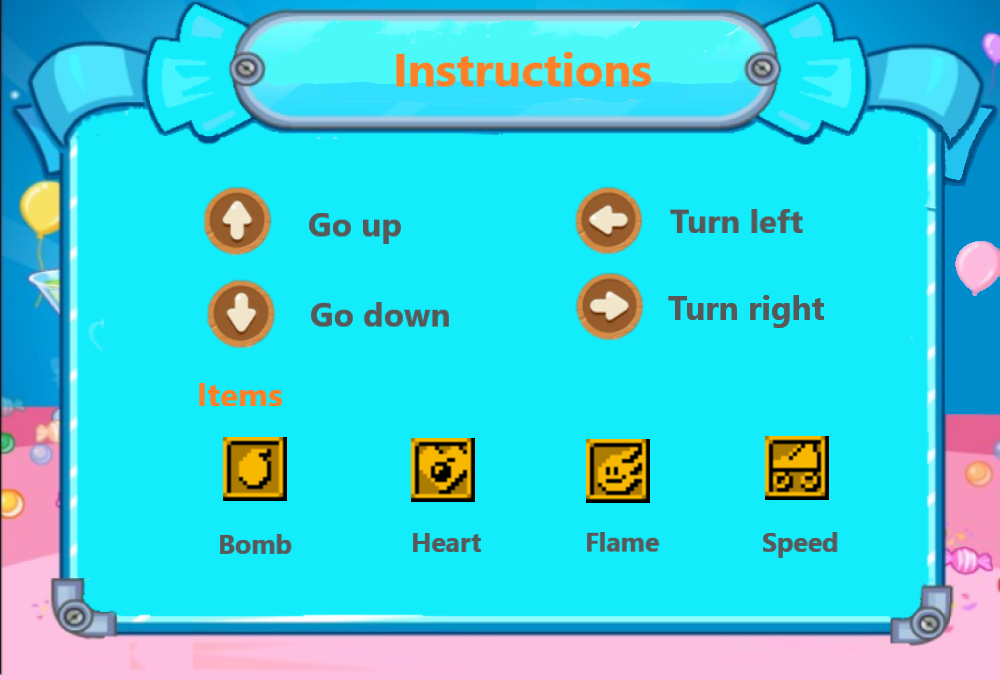 Instructions
Go up
Turn left
Go down
Turn right
Items
Bomb
Heart
Flame
Speed